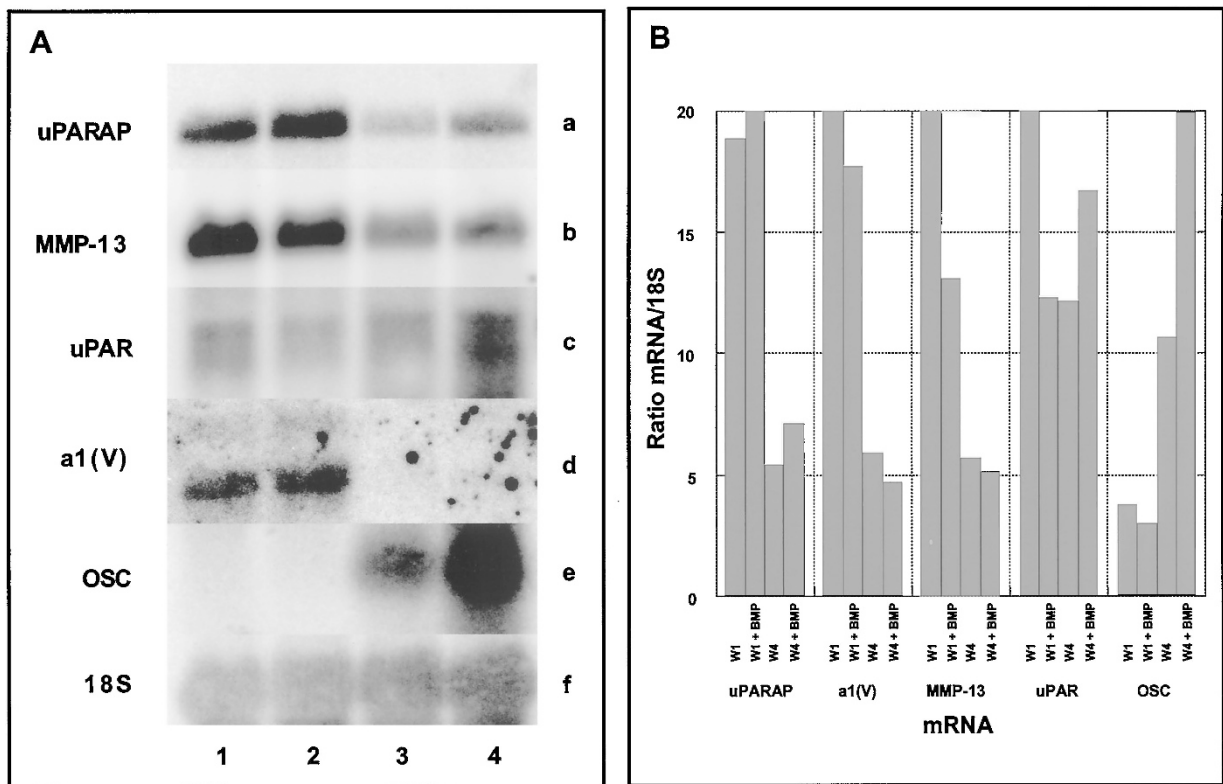 A
uPARAP a
MMP-13 b
uPAR c
a1(V) d
OSC e
18S f
1 2 3 4
B
20
15
10
5
0
Ratio mRNA/18S
W1 W1 + BMP W4 W4 + BMP W1 W1 + BMP W4 W4 + BMP W1 W1 + BMP W4 W4 + BMP W1 W1 + BMP W4 W4 + BMP W1 W1 + BMP W4 W4 + BMP
uPARAP a1(V) MMP-13 uPAR OSC
mRNA